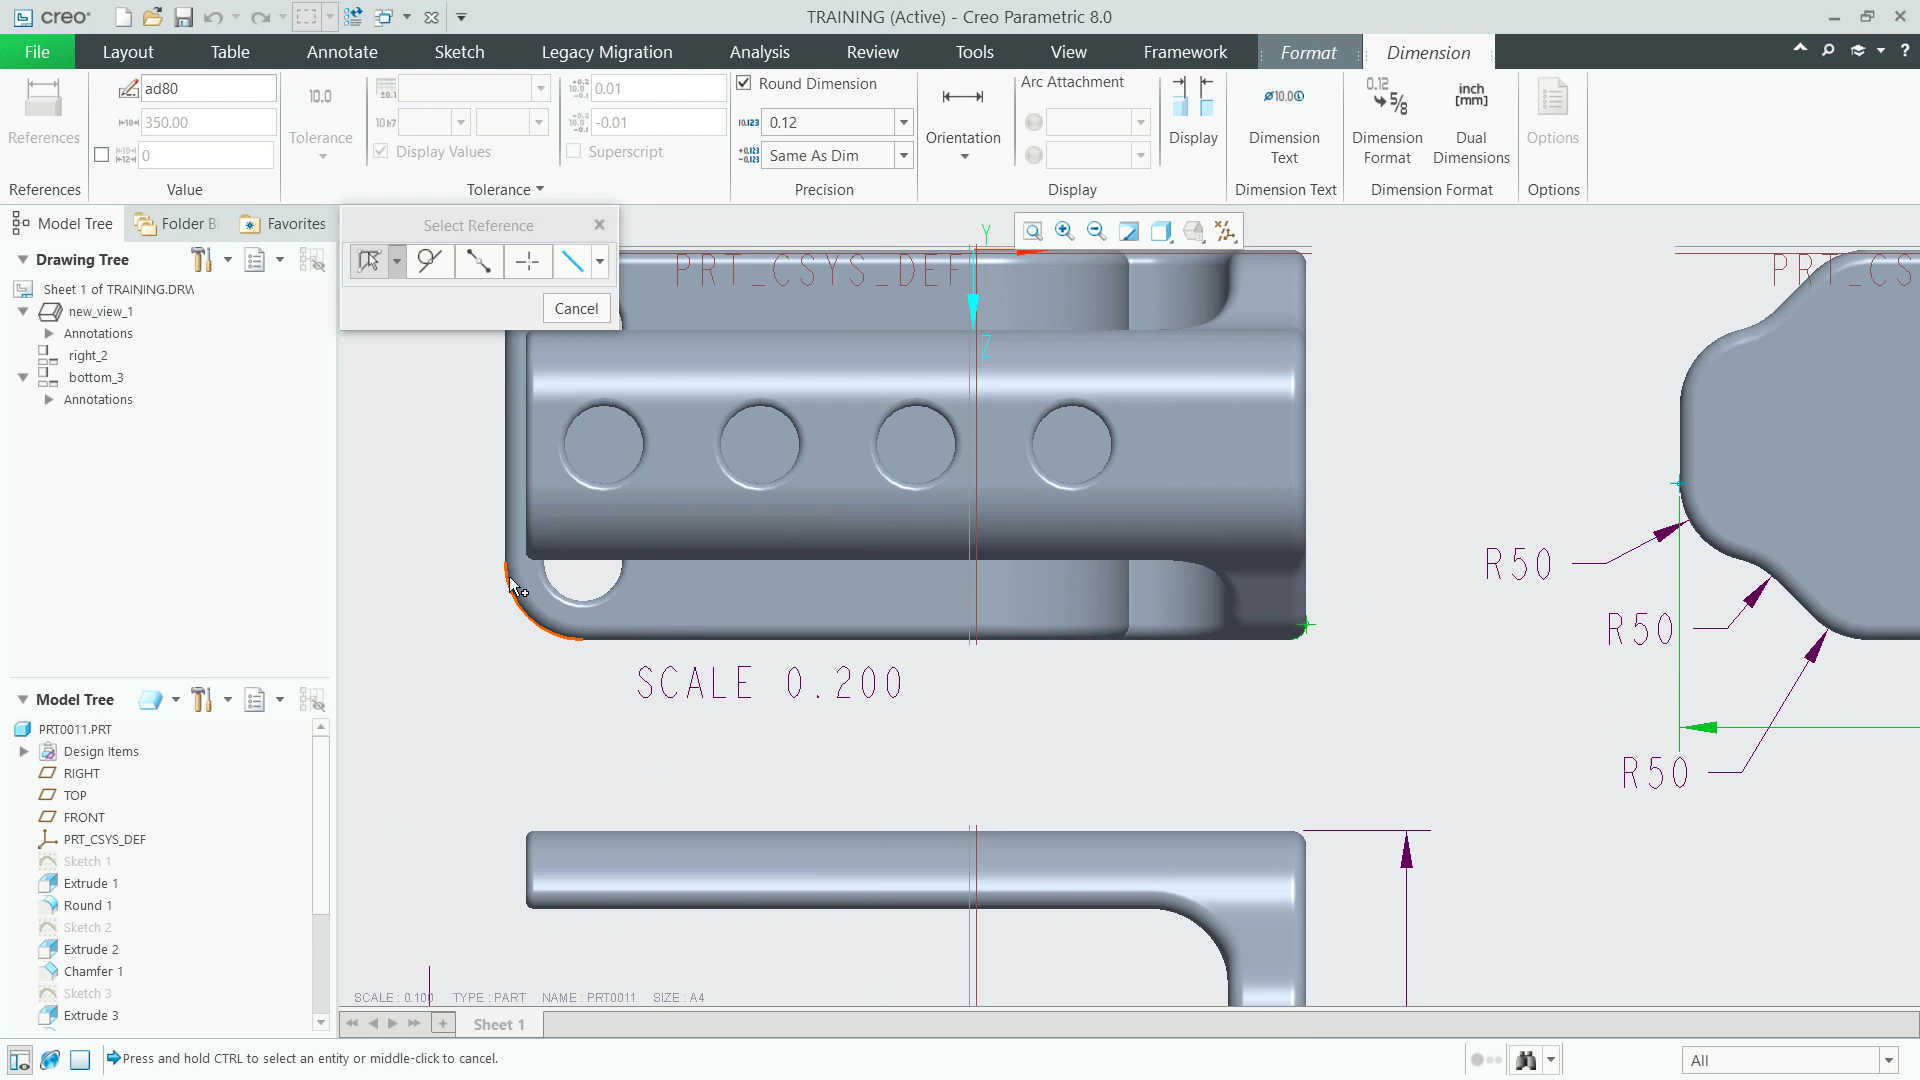 creo
TRAINING (Active) - Creo Parametric 8.0
File Layout Table Annotate Sketch Legacy Migration Analysis Review Tools View Framework Format Dimension
References
ad80
350.00
0
Value
10.0
Tolerance
10 h7
Display Values
0.01
-0.01
Superscript
Tolerance
Round Dimension
0.12
Same As Dim
Precision
Orientation
Arc Attachment
Display
Display
Dimension Text
Dimension Text
Dimension Format
Dual Dimensions
inch [mm]
Dimension Format
Options
Options
Model Tree Folder B Favorites
Drawing Tree
Sheet 1 of TRAINING.DRW
new_view_1
Annotations
right_2
bottom_3
Annotations
Select Reference
Cancel
PRT_CSYS_DEF
Y
Z
PRT_CS
SCALE 0.200
R50
R50
R50
Model Tree
PRT0011.PRT
Design Items
RIGHT
TOP
FRONT
PRT_CSYS_DEF
Sketch 1
Extrude 1
Round 1
Sketch 2
Extrude 2
Chamfer 1
Sketch 3
Extrude 3
SCALE : 0.100 TYPE : PART NAME : PRT0011 SIZE : A4
Sheet 1
Press and hold CTRL to select an entity or middle-click to cancel.
All